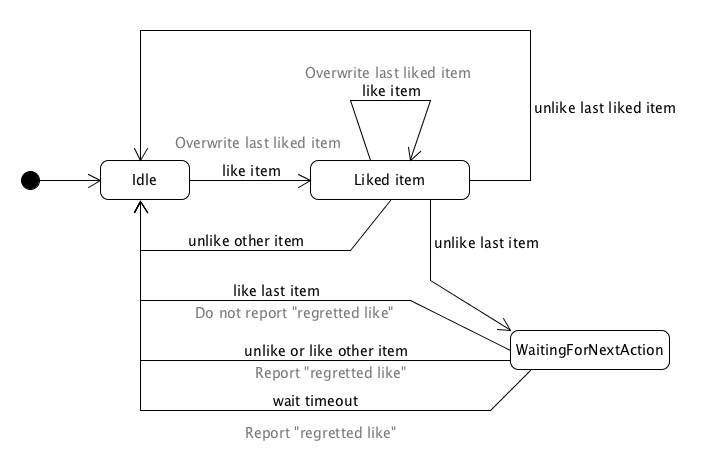 Overwrite last liked item
like item
unlike last liked item
Overwrite last liked item
like item
Idle
Liked item
unlike other item
unlike last item
like last item
Do not report "regretted like"
unlike or like other item
WaitingForNextAction
Report "regretted like"
wait timeout
Report "regretted like"